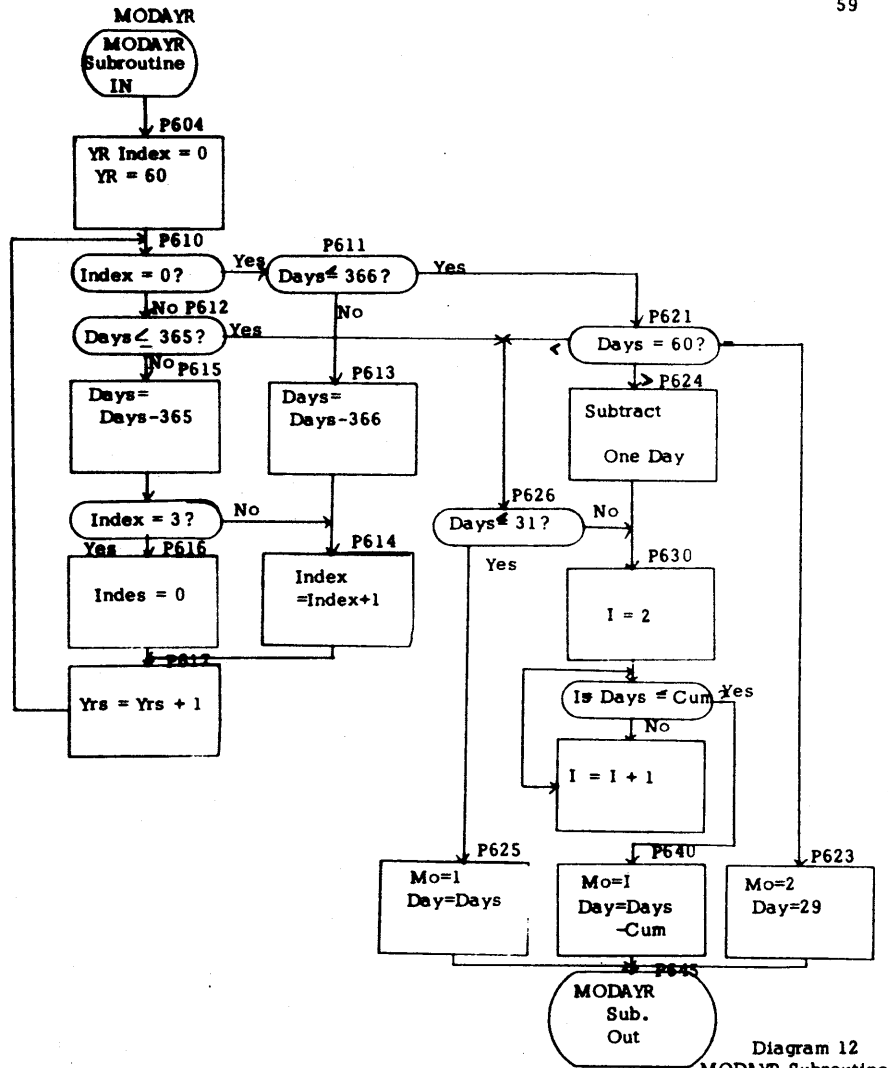 59
MODAYR
MODAYR
Subroutine
IN
P604
YR Index = 0
YR = 60
P610
Index = 0?
Yes
P611
Days ≤ 366?
Yes
No P612
No
Days ≤ 365?
Yes
P621
< Days = 60? =
No P615
P613
> P624
Days=
Days-365
Days=
Days-366
Subtract
One Day
P626
Index = 3?
No
Days ≤ 31?
No
Yes P616
P614
Yes
P630
Indes = 0
Index
=Index+1
I = 2
P617
Yrs = Yrs + 1
Is Days ≤ Cum?
Yes
No
I = I + 1
P625
P640
P623
Mo=1
Day=Days
Mo=I
Day=Days
-Cum
Mo=2
Day=29
P645
MODAYR
Sub.
Out
Diagram 12
MODAYR Subroutine